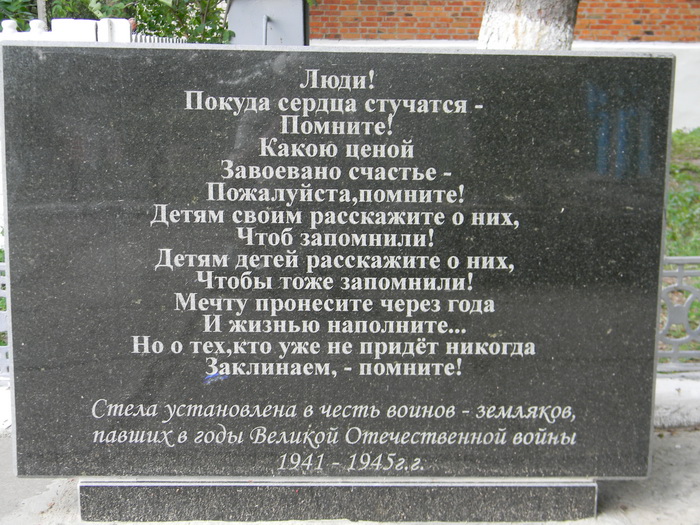 Люди!
Покуда сердца стучатся -
Помните!
Какою ценой
Завоевано счастье -
Пожалуйста,помните!
Детям своим расскажите о них,
Чтоб запомнили!
Детям детей расскажите о них,
Чтобы тоже запомнили!
Мечту пронесите через года
И жизнью наполните...
Но о тех,кто уже не придёт никогда
Заклинаем, - помните!
Стела установлена в честь воинов - земляков,
павших в годы Великой Отечественной войны
1941 - 1945г.г.